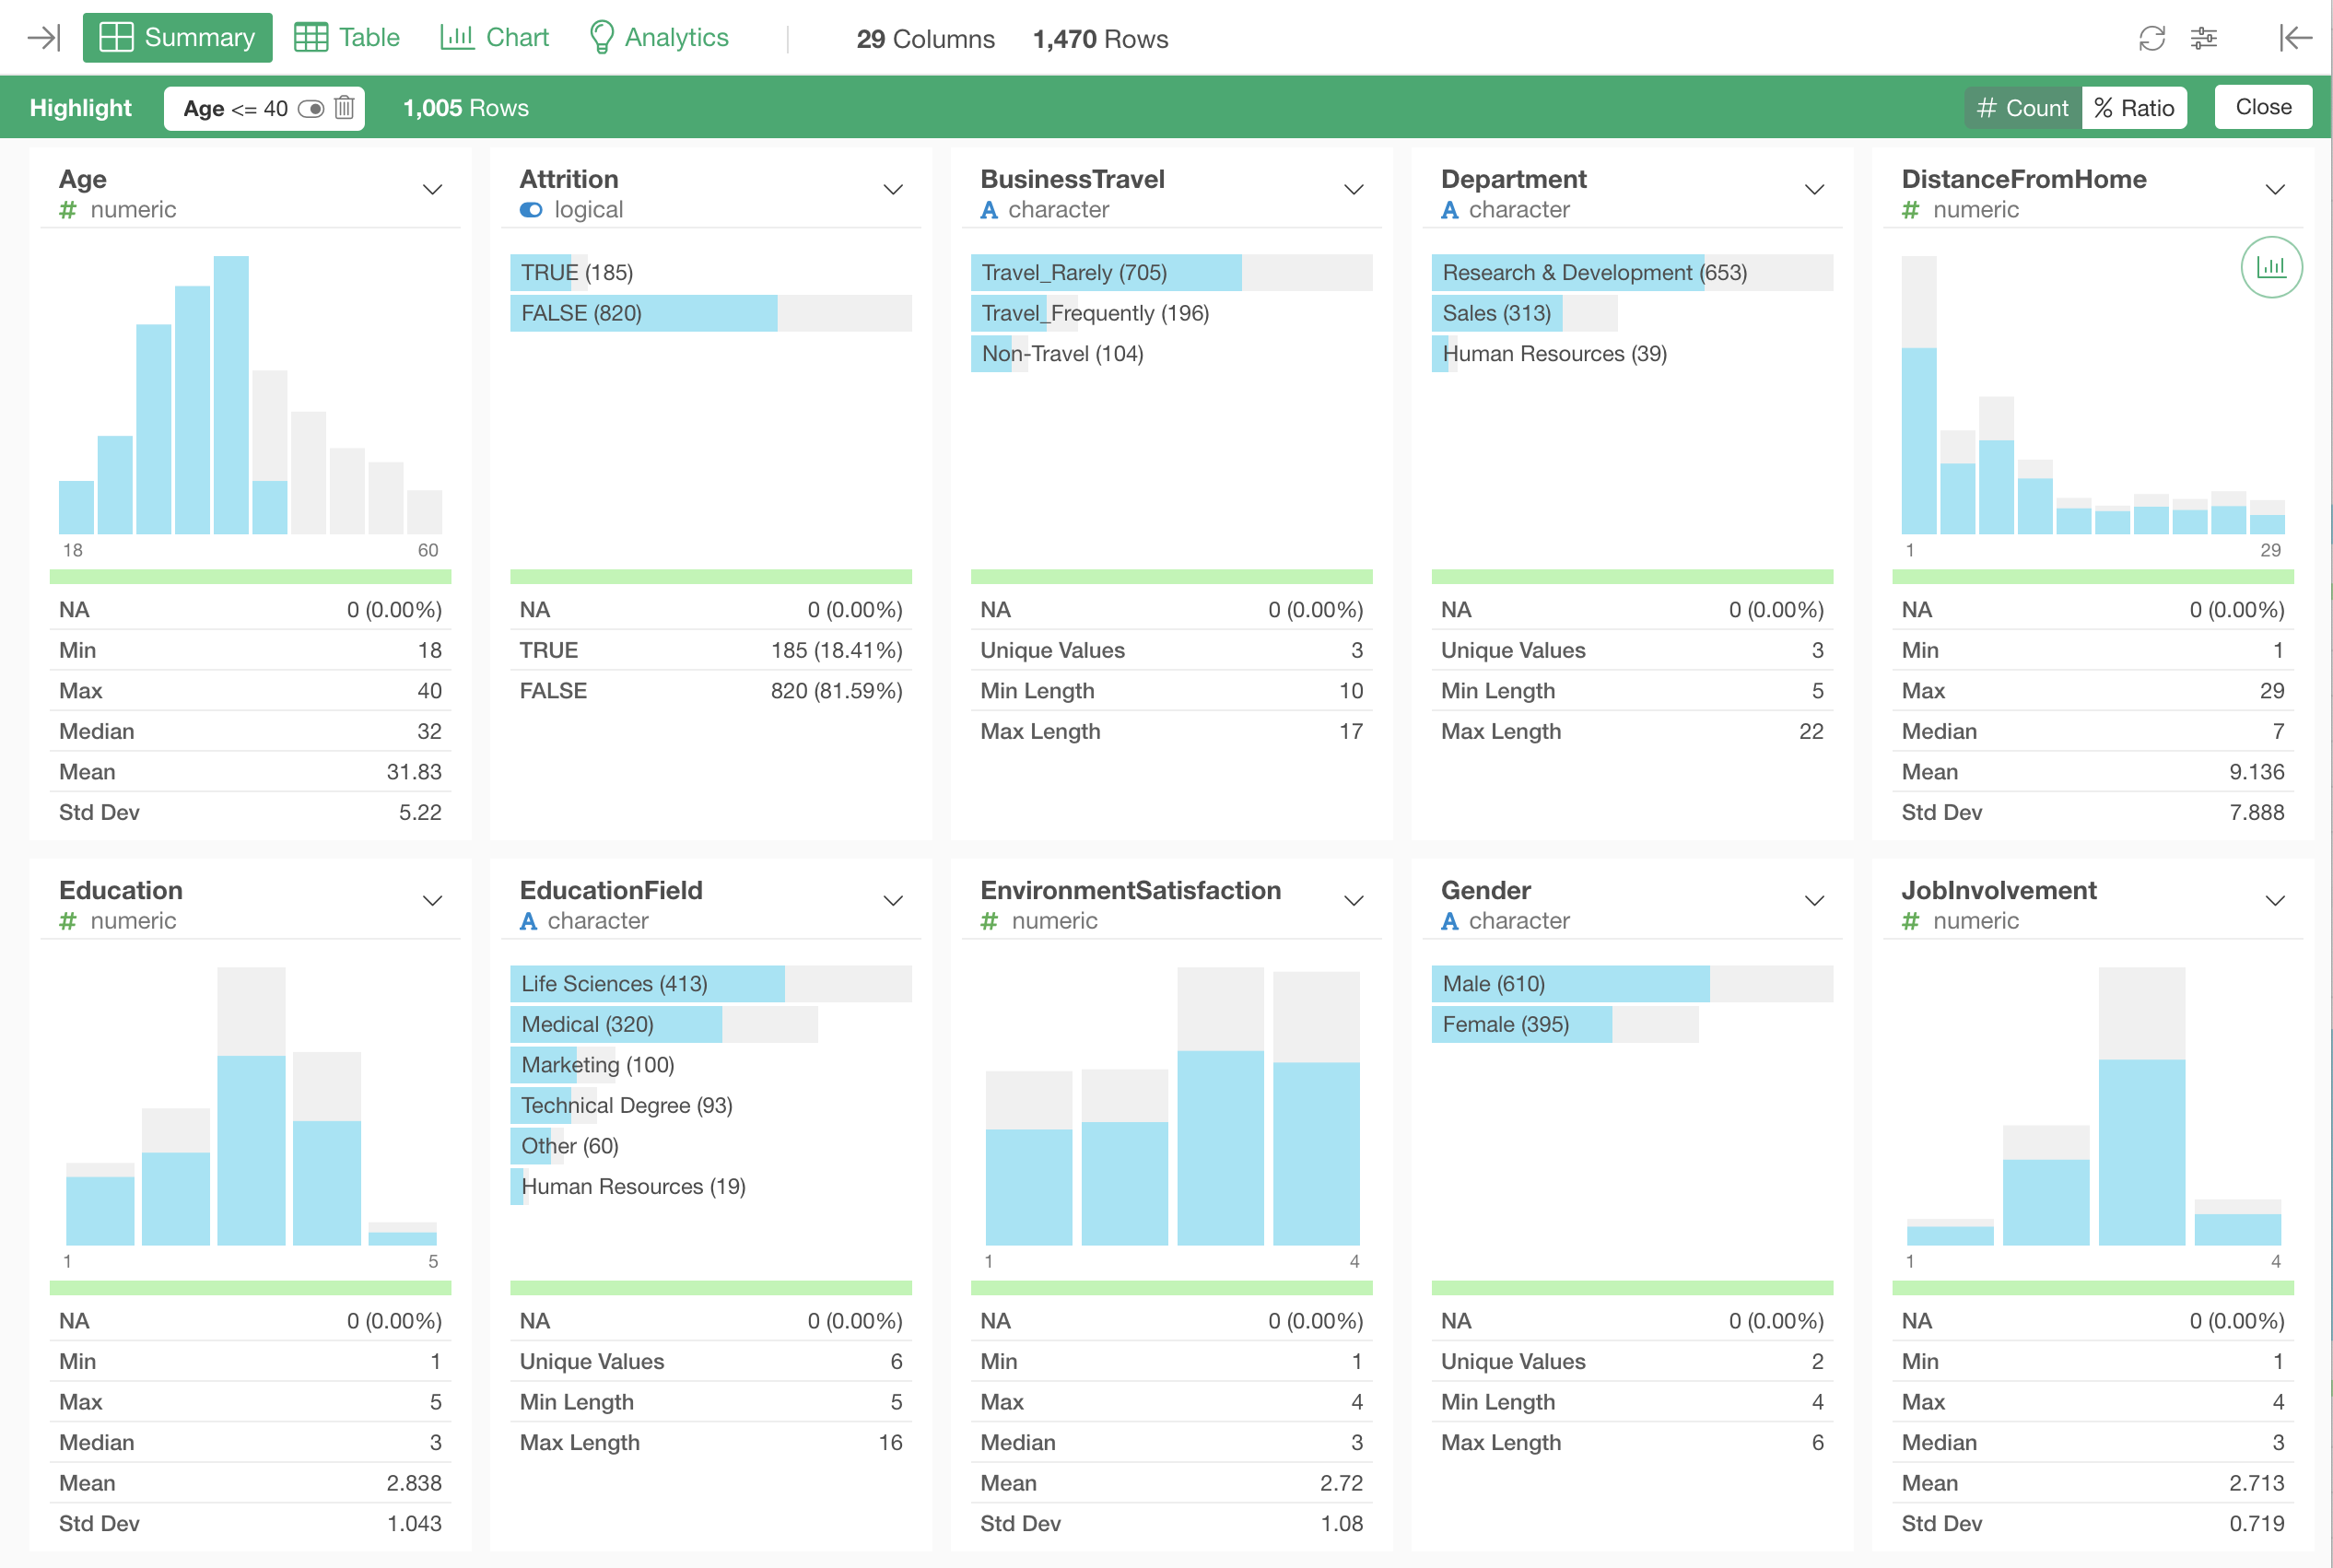 Summary Table Chart Analytics 29 Columns 1,470 Rows
Highlight Age <= 40 1,005 Rows # Count % Ratio Close
Age
# numeric
18 60
NA 0 (0.00%)
Min 18
Max 40
Median 32
Mean 31.83
Std Dev 5.22
Attrition
logical
TRUE (185)
FALSE (820)
NA 0 (0.00%)
TRUE 185 (18.41%)
FALSE 820 (81.59%)
BusinessTravel
A character
Travel_Rarely (705)
Travel_Frequently (196)
Non-Travel (104)
NA 0 (0.00%)
Unique Values 3
Min Length 10
Max Length 17
Department
A character
Research & Development (653)
Sales (313)
Human Resources (39)
NA 0 (0.00%)
Unique Values 3
Min Length 5
Max Length 22
DistanceFromHome
# numeric
1 29
NA 0 (0.00%)
Min 1
Max 29
Median 7
Mean 9.136
Std Dev 7.888
Education
# numeric
1 5
NA 0 (0.00%)
Min 1
Max 5
Median 3
Mean 2.838
Std Dev 1.043
EducationField
A character
Life Sciences (413)
Medical (320)
Marketing (100)
Technical Degree (93)
Other (60)
Human Resources (19)
NA 0 (0.00%)
Unique Values 6
Min Length 5
Max Length 16
EnvironmentSatisfaction
# numeric
1 4
NA 0 (0.00%)
Min 1
Max 4
Median 3
Mean 2.72
Std Dev 1.08
Gender
A character
Male (610)
Female (395)
NA 0 (0.00%)
Unique Values 2
Min Length 4
Max Length 6
JobInvolvement
# numeric
1 4
NA 0 (0.00%)
Min 1
Max 4
Median 3
Mean 2.713
Std Dev 0.719